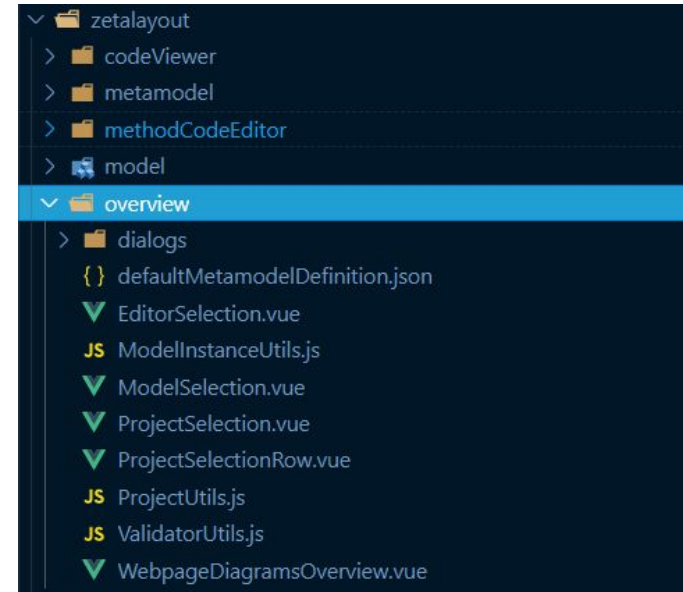 zetalayout
codeViewer
metamodel
methodCodeEditor
model
overview
dialogs
{ } defaultMetamodelDefinition.json
EditorSelection.vue
JS ModelInstanceUtils.js
ModelSelection.vue
ProjectSelection.vue
ProjectSelectionRow.vue
JS ProjectUtils.js
JS ValidatorUtils.js
WebpageDiagramsOverview.vue